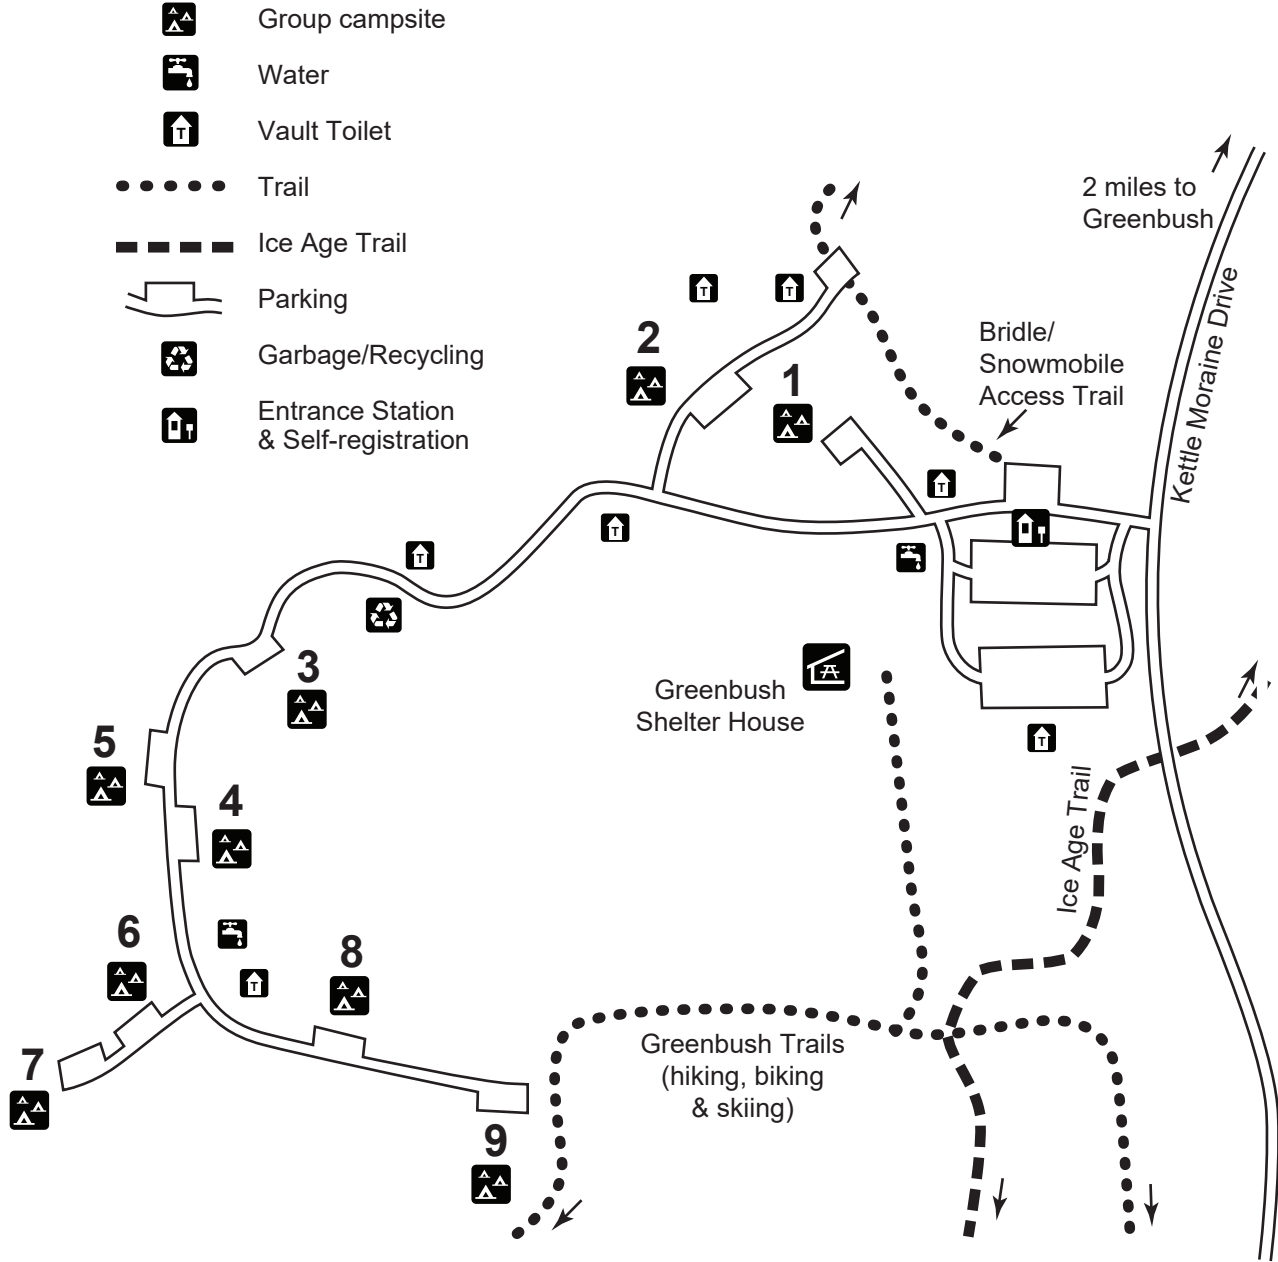 Group campsite
Water
T
Vault Toilet
Trail
Ice Age Trail
Parking
Garbage/Recycling
Entrance Station
& Self-registration
2 miles to
Greenbush
Kettle Moraine Drive
Bridle/
Snowmobile
Access Trail
T
T
2
1
T
T
T
3
Greenbush
Shelter House
T
5
4
Ice Age Trail
6
8
T
7
Greenbush Trails
(hiking, biking
& skiing)
9